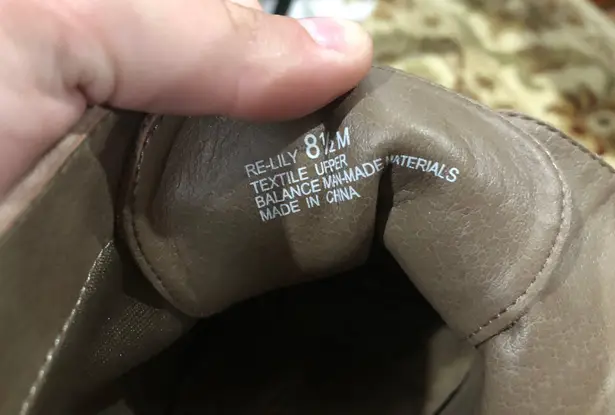 RE-LILY 8½M
TEXTILE UPPER
BALANCE MAN-MADE MATERIALS
MADE IN CHINA